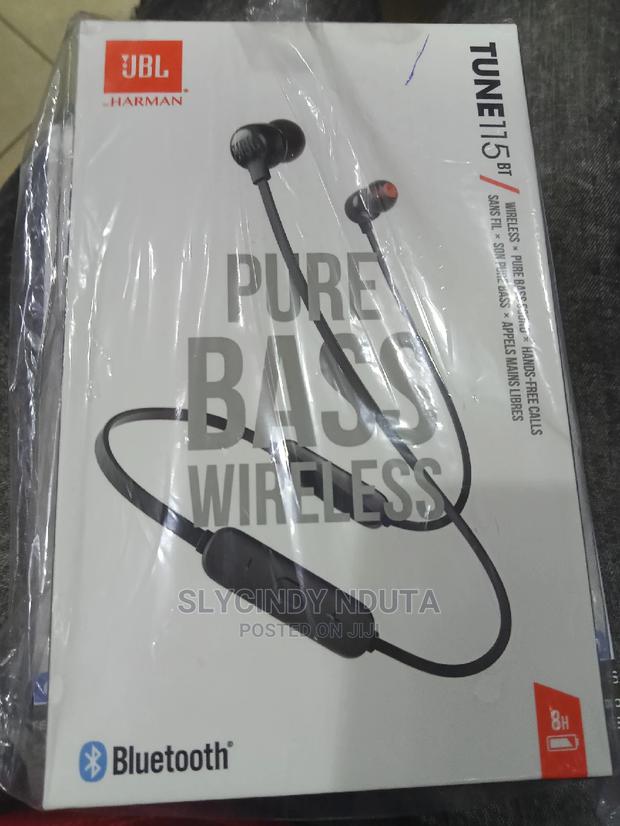 JBL
by HARMAN
TUNE115BT
WIRELESS × PURE BASS SOUND × HANDS-FREE CALLS
SANS FIL × SON PURE BASS × APPELS MAINS LIBRES
JBL
PURE
BASS
WIRELESS
SLYCINDY NDUTA
POSTED ON JIJI
8H
Bluetooth®